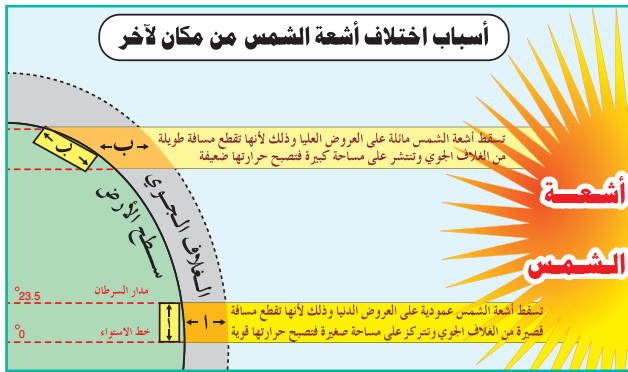 أسباب اختلاف أشعة الشمس من مكان لآخر
تسقط أشعة الشمس مائلة على العروض العليا وذلك لأنها تقطع مسافة طويلة
من الغلاف الجوي وتنتشر على مساحة كبيرة فتصبح حرارتها ضعيفة
ب
ب
أشعـــة
الشـمـس
الغلاف الجوي
سطح الأرض
مدار السرطان
23.5°
تسقط أشعة الشمس عمودية على العروض الدنيا وذلك لأنها تقطع مسافة
قصيرة من الغلاف الجوي وتتركز على مساحة صغيرة فتصبح حرارتها قوية
ا
ا
خط الاستواء
0°